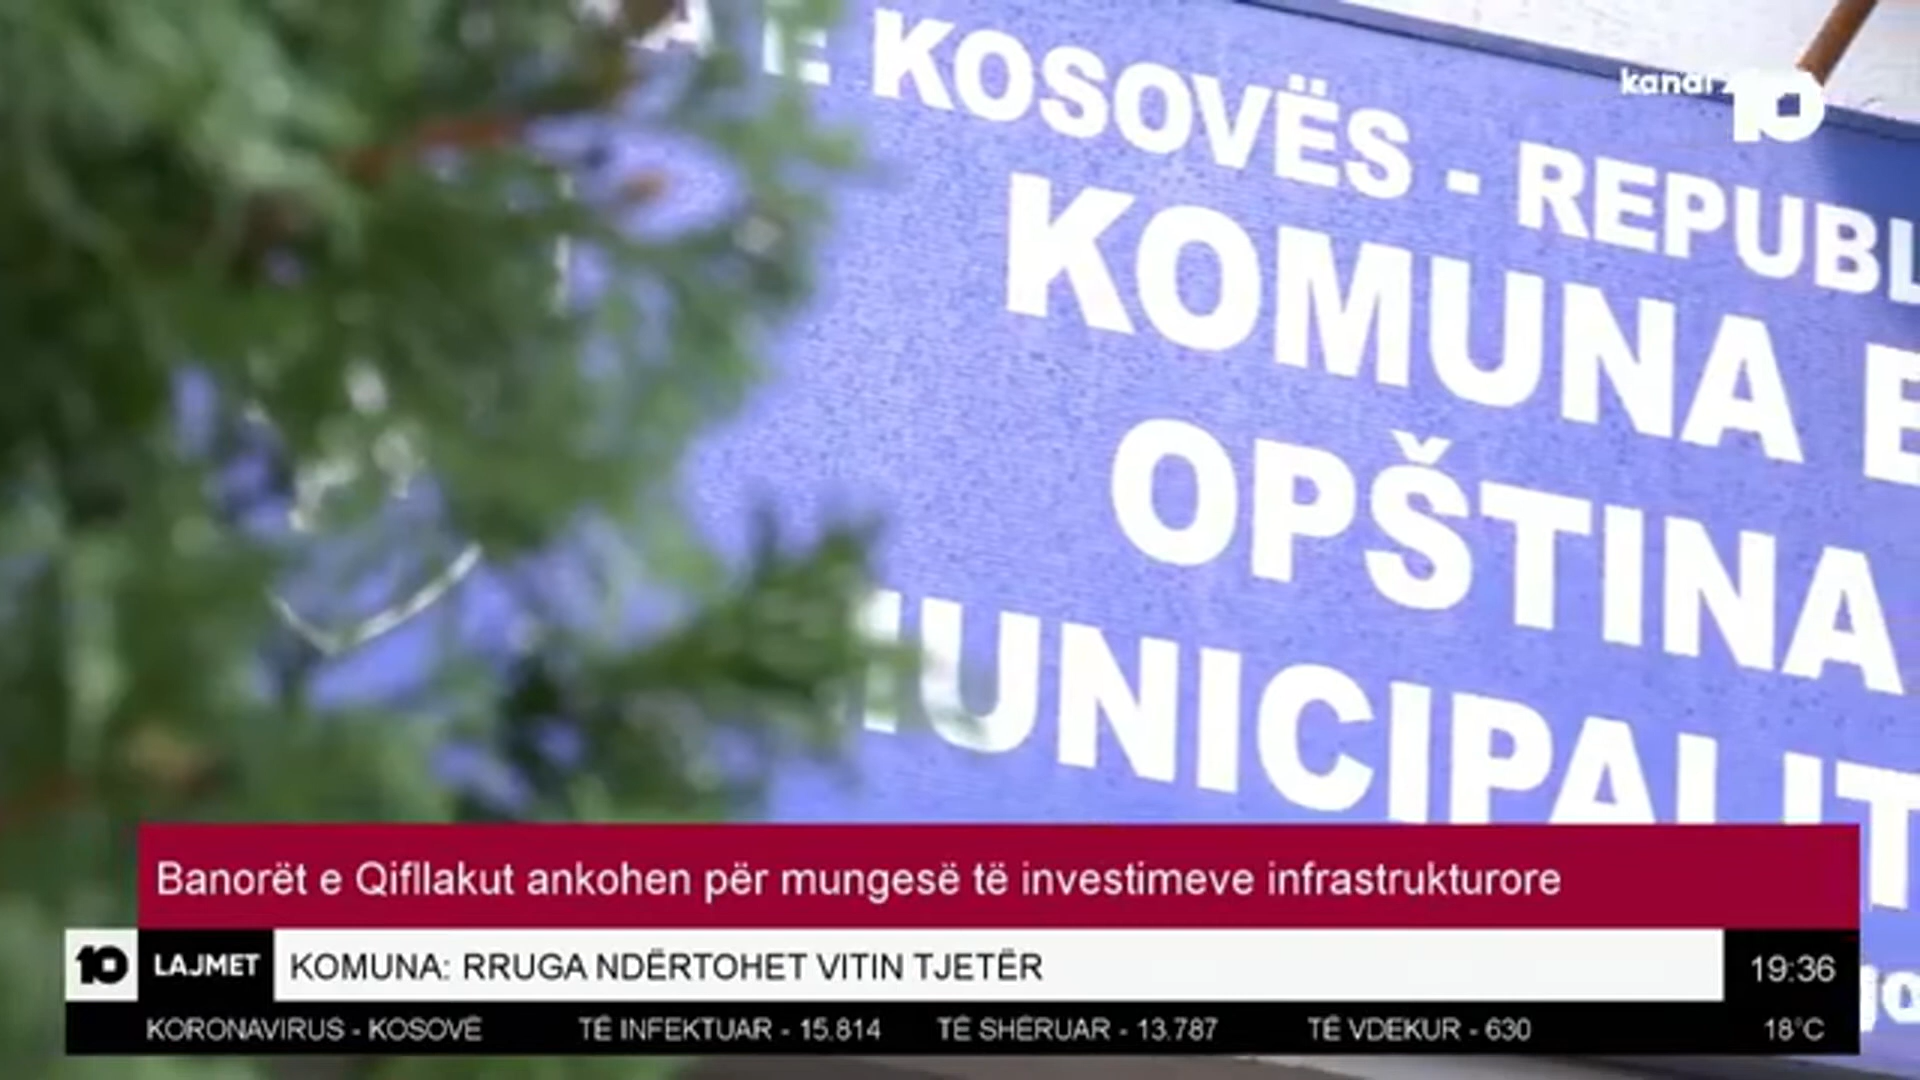 E KOSOVËS - REPUBL
kanal 10
KOMUNA E
OPŠTINA
MUNICIPALIT
Banorët e Qifllakut ankohen për mungesë të investimeve infrastrukturore
10 LAJMET KOMUNA: RRUGA NDËRTOHET VITIN TJETËR 19:36
KORONAVIRUS - KOSOVË TË INFEKTUAR - 15.814 TË SHËRUAR - 13.787 TË VDEKUR - 630 18°C